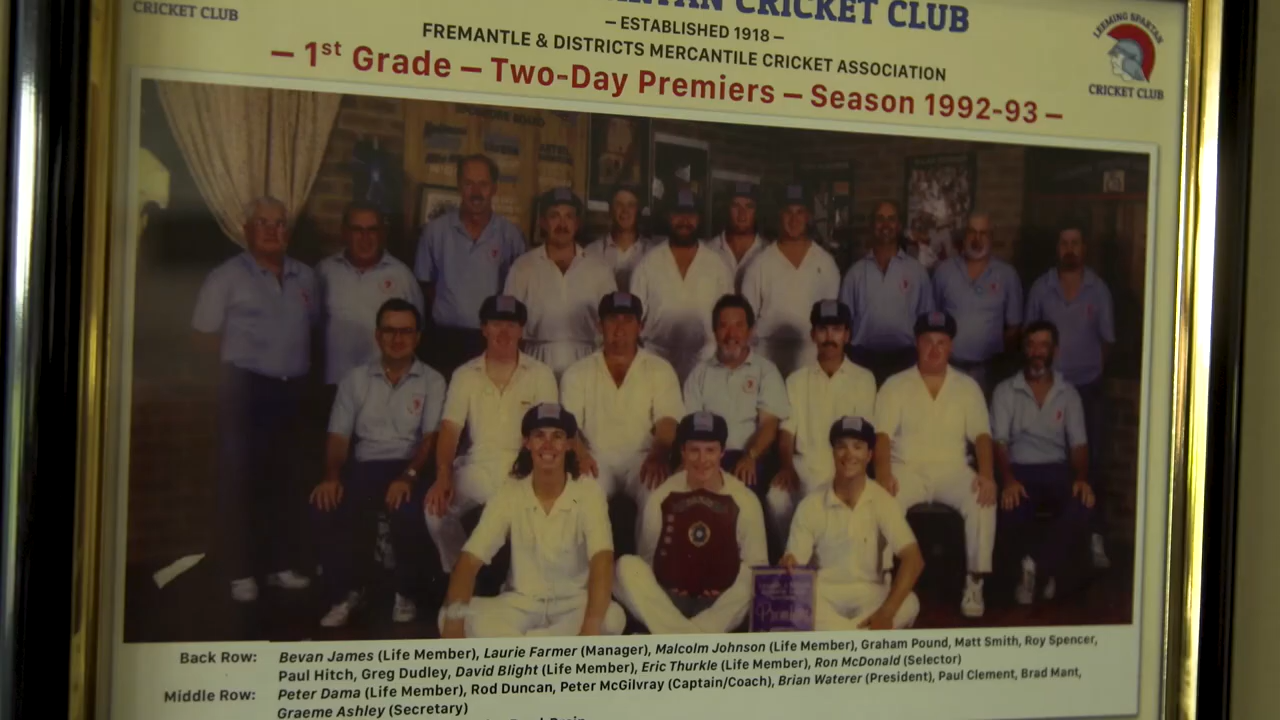 CRICKET CLUB
CRICKET CLUB
– ESTABLISHED 1918 –
FREMANTLE & DISTRICTS MERCANTILE CRICKET ASSOCIATION
– 1st Grade – Two-Day Premiers – Season 1992-93 –
LEEMING SPARTAN
CRICKET CLUB
Back Row: Bevan James (Life Member), Laurie Farmer (Manager), Malcolm Johnson (Life Member), Graham Pound, Matt Smith, Roy Spencer,
Paul Hitch, Greg Dudley, David Blight (Life Member), Eric Thurkle (Life Member), Ron McDonald (Selector)
Middle Row: Peter Dama (Life Member), Rod Duncan, Peter McGilvray (Captain/Coach), Brian Waterer (President), Paul Clement, Brad Mant,
Graeme Ashley (Secretary)